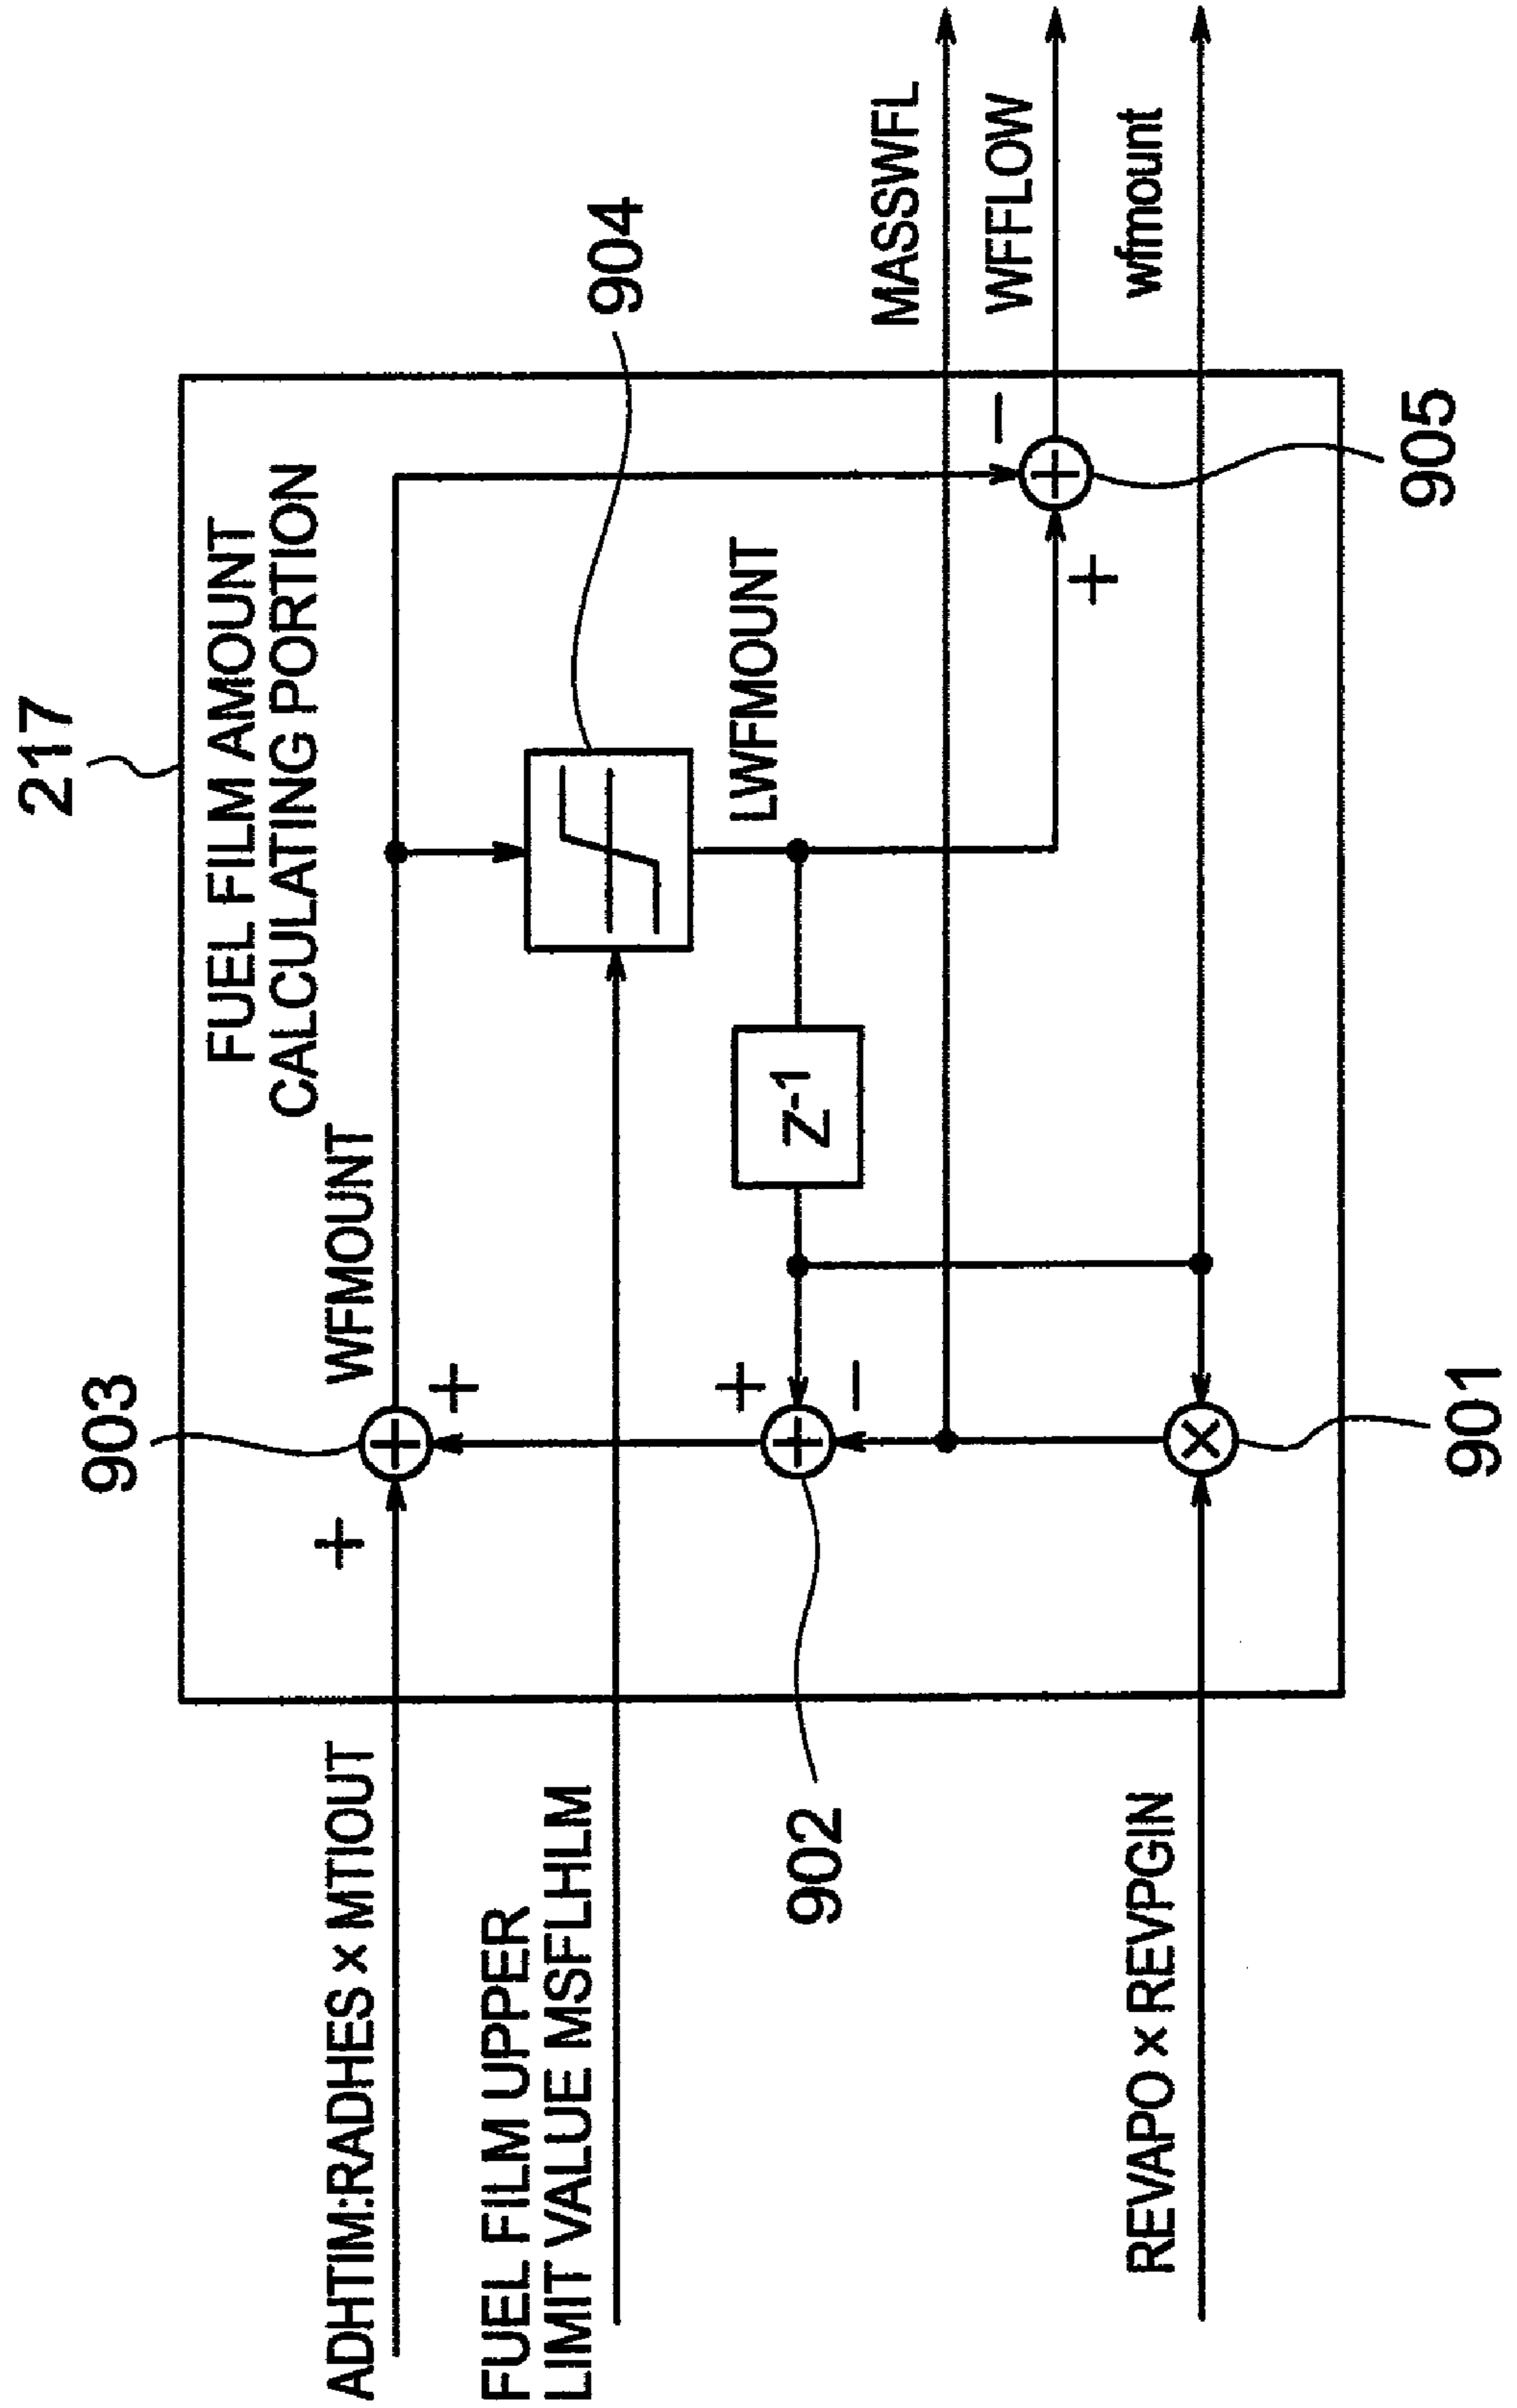 217
FUEL FILM AMOUNT
CALCULATING PORTION
903
WFMOUNT
+
+
ADHTIM:RADHES × MTIOUT
904
FUEL FILM UPPER
LIMIT VALUE MSFLHLM
LWFMOUNT
Z-1
+
−
902
MASSWFL
−
WFFLOW
+
905
wfmount
REVAPO × REVPGIN
901